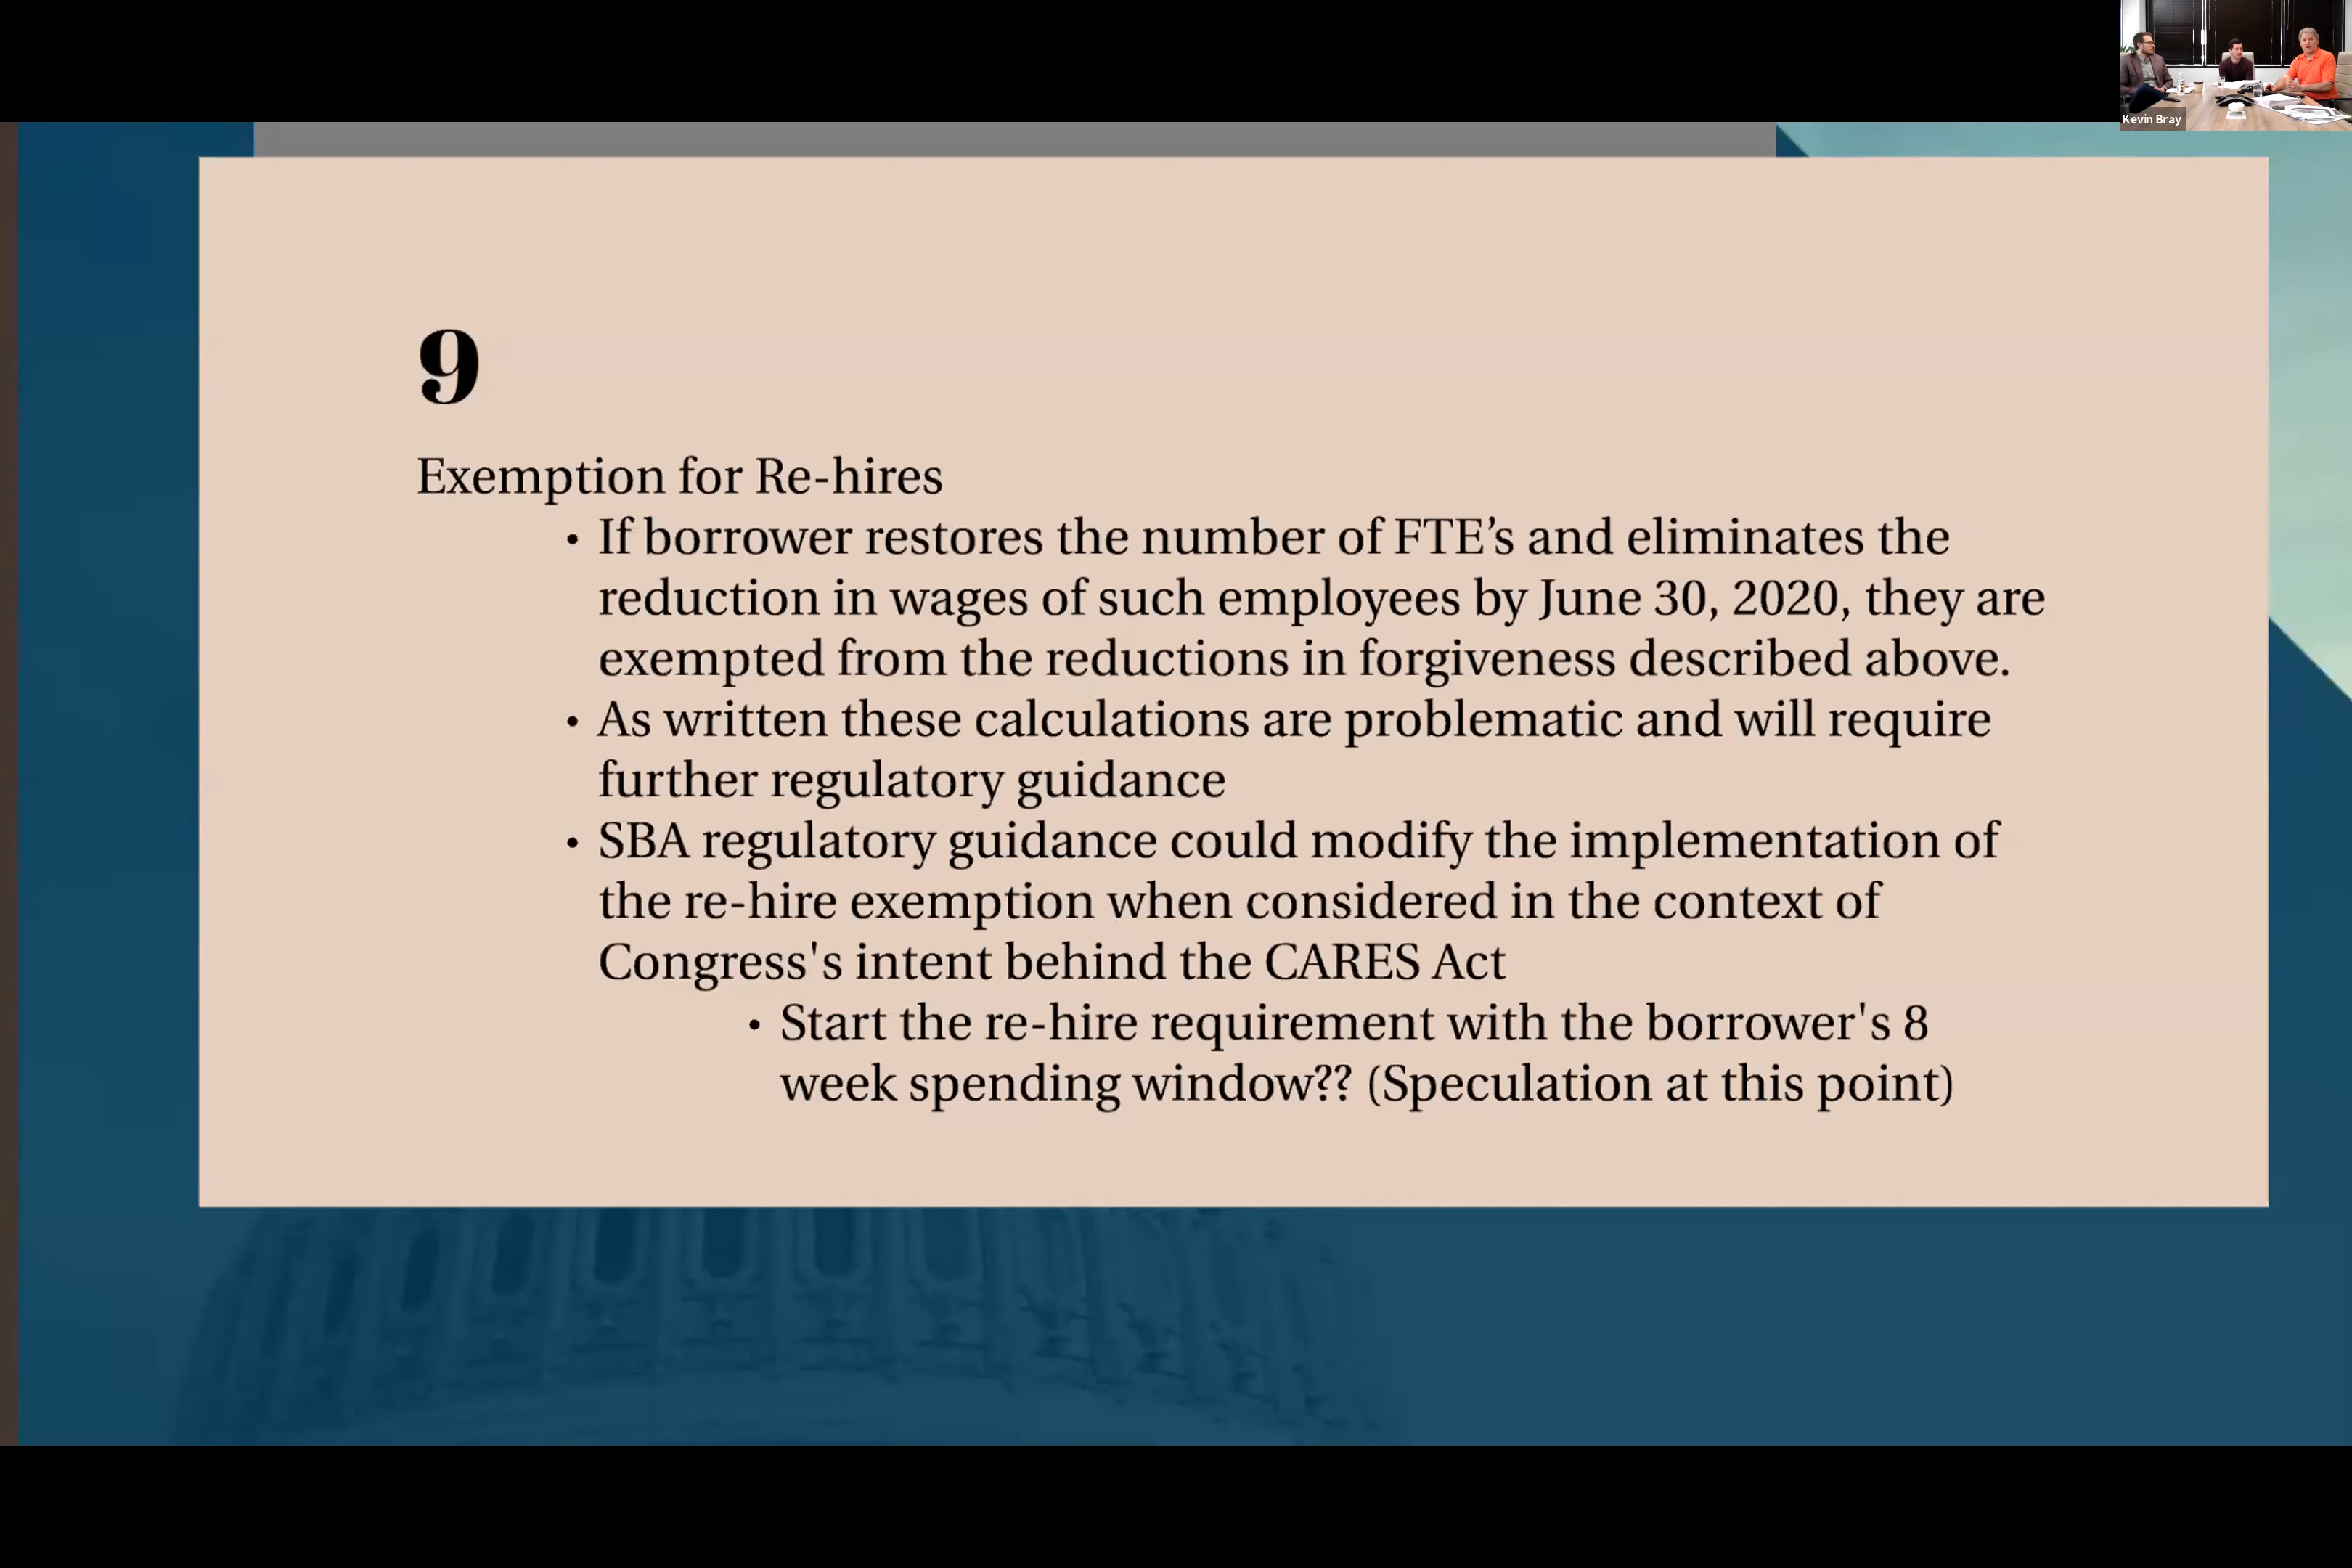 Kevin Bray
9
Exemption for Re-hires
• If borrower restores the number of FTE’s and eliminates the
reduction in wages of such employees by June 30, 2020, they are
exempted from the reductions in forgiveness described above.
• As written these calculations are problematic and will require
further regulatory guidance
• SBA regulatory guidance could modify the implementation of
the re-hire exemption when considered in the context of
Congress's intent behind the CARES Act
• Start the re-hire requirement with the borrower's 8
week spending window?? (Speculation at this point)